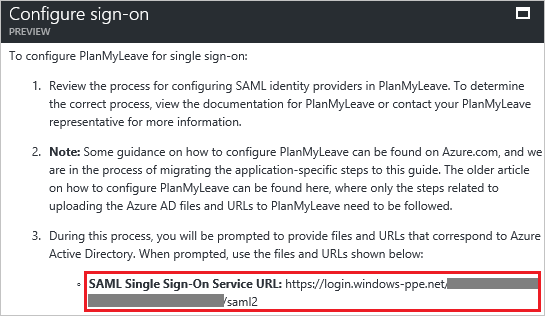 Configure sign-on
PREVIEW
To configure PlanMyLeave for single sign-on:
1. Review the process for configuring SAML identity providers in PlanMyLeave. To determine
the correct process, view the documentation for PlanMyLeave or contact your PlanMyLeave
representative for more information.
2. Note: Some guidance on how to configure PlanMyLeave can be found on Azure.com, and we
are in the process of migrating the application-specific steps to this guide. The older article
on how to configure PlanMyLeave can be found here, where only the steps related to
uploading the Azure AD files and URLs to PlanMyLeave need to be followed.
3. During this process, you will be prompted to provide files and URLs that correspond to Azure
Active Directory. When prompted, use the files and URLs shown below:
◦ SAML Single Sign-On Service URL: https://login.windows-ppe.net/
/saml2